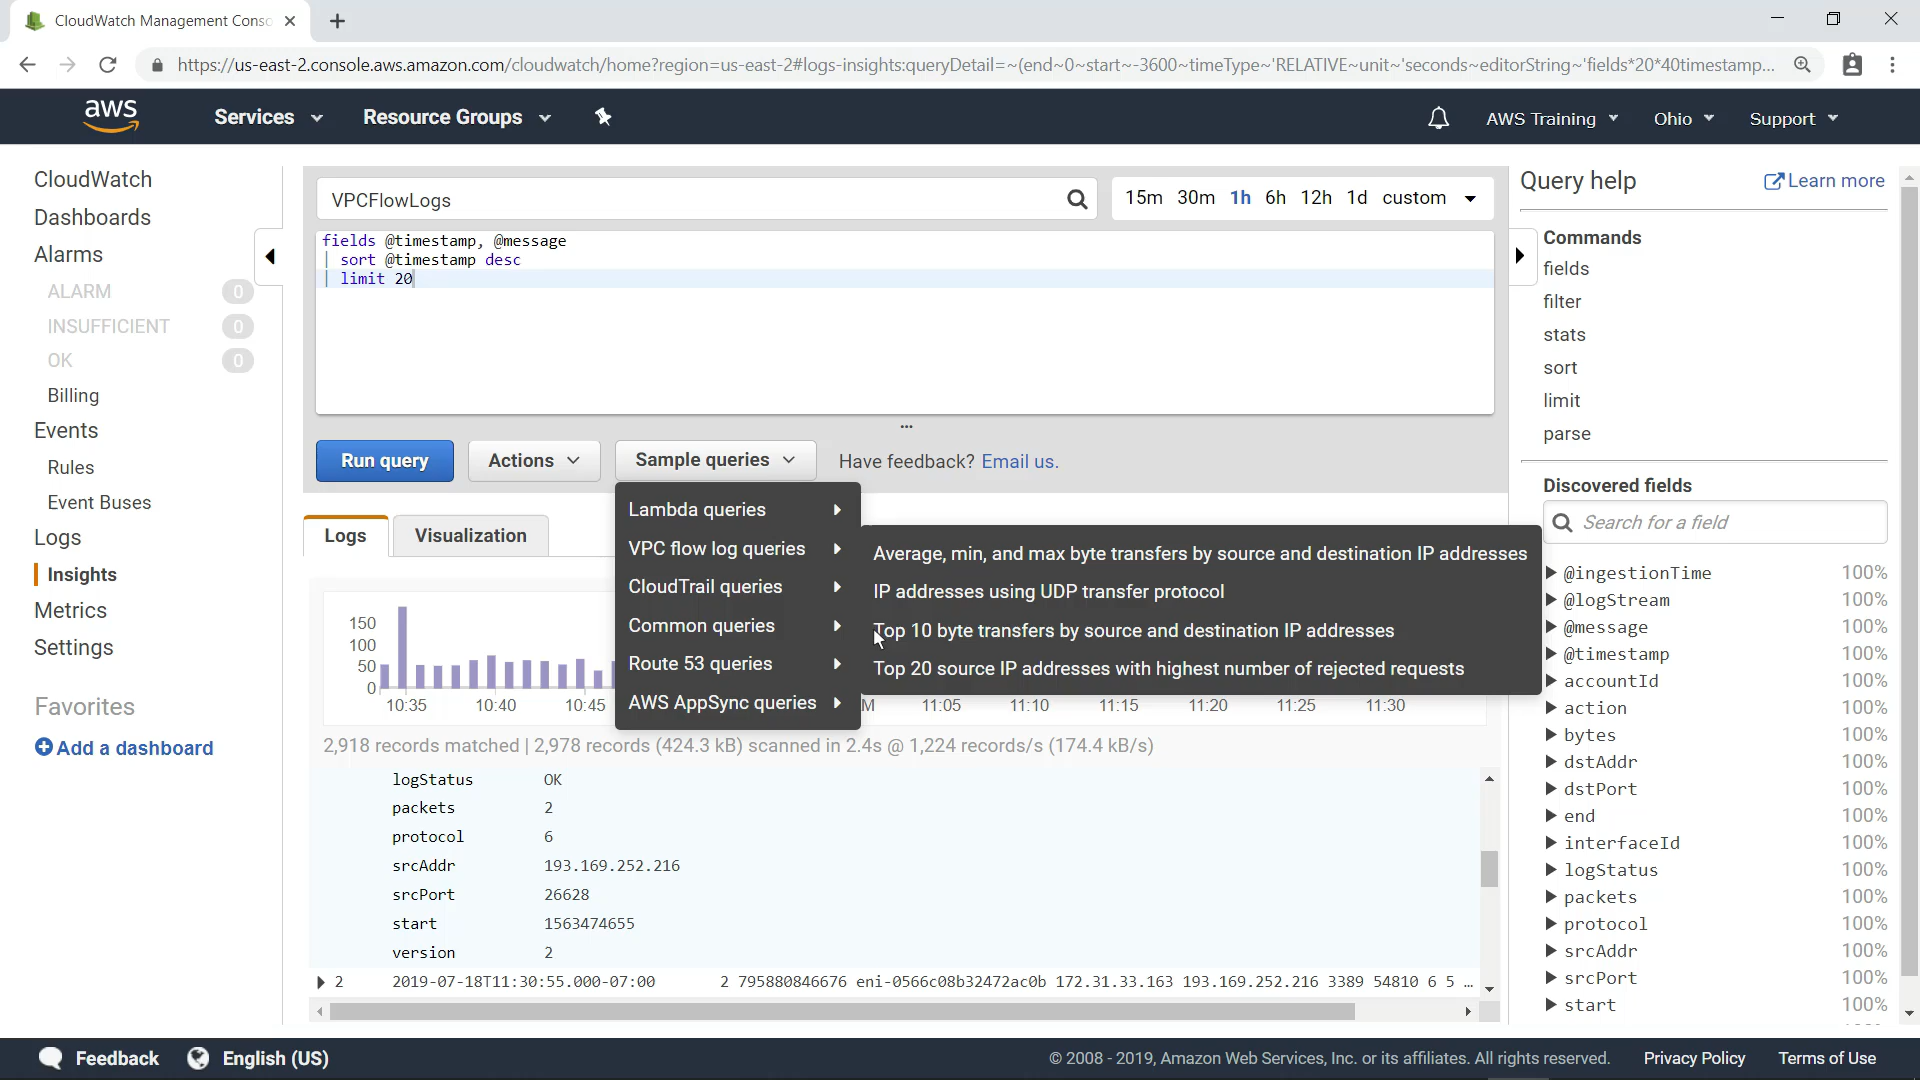 CloudWatch Management Conso
https://us-east-2.console.aws.amazon.com/cloudwatch/home?region=us-east-2#logs-insights:queryDetail=~(end~0~start~-3600~timeType~'RELATIVE~unit~'seconds~editorString~'fields*20*40timestamp...
aws
Services
Resource Groups
AWS Training
Ohio
Support
CloudWatch
Dashboards
Alarms
ALARM 0
INSUFFICIENT 0
OK 0
Billing
Events
Rules
Event Buses
Logs
Insights
Metrics
Settings
Favorites
Add a dashboard
VPCFlowLogs
15m 30m 1h 6h 12h 1d custom
fields @timestamp, @message
| sort @timestamp desc
| limit 20
Run query
Actions
Sample queries
Have feedback? Email us.
Lambda queries
VPC flow log queries
CloudTrail queries
Common queries
Route 53 queries
AWS AppSync queries
Average, min, and max byte transfers by source and destination IP addresses
IP addresses using UDP transfer protocol
Top 10 byte transfers by source and destination IP addresses
Top 20 source IP addresses with highest number of rejected requests
Logs
Visualization
150
100
50
0
10:35 10:40 10:45 M 11:05 11:10 11:15 11:20 11:25 11:30
2,918 records matched | 2,978 records (424.3 kB) scanned in 2.4s @ 1,224 records/s (174.4 kB/s)
logStatus OK
packets 2
protocol 6
srcAddr 193.169.252.216
srcPort 26628
start 1563474655
version 2
2 2019-07-18T11:30:55.000-07:00 2 795880846676 eni-0566c08b32472ac0b 172.31.33.163 193.169.252.216 3389 54810 6 5 …
Query help
Learn more
Commands
fields
filter
stats
sort
limit
parse
Discovered fields
Search for a field
@ingestionTime 100%
@logStream 100%
@message 100%
@timestamp 100%
accountId 100%
action 100%
bytes 100%
dstAddr 100%
dstPort 100%
end 100%
interfaceId 100%
logStatus 100%
packets 100%
protocol 100%
srcAddr 100%
srcPort 100%
start 100%
Feedback
English (US)
© 2008 - 2019, Amazon Web Services, Inc. or its affiliates. All rights reserved.
Privacy Policy
Terms of Use